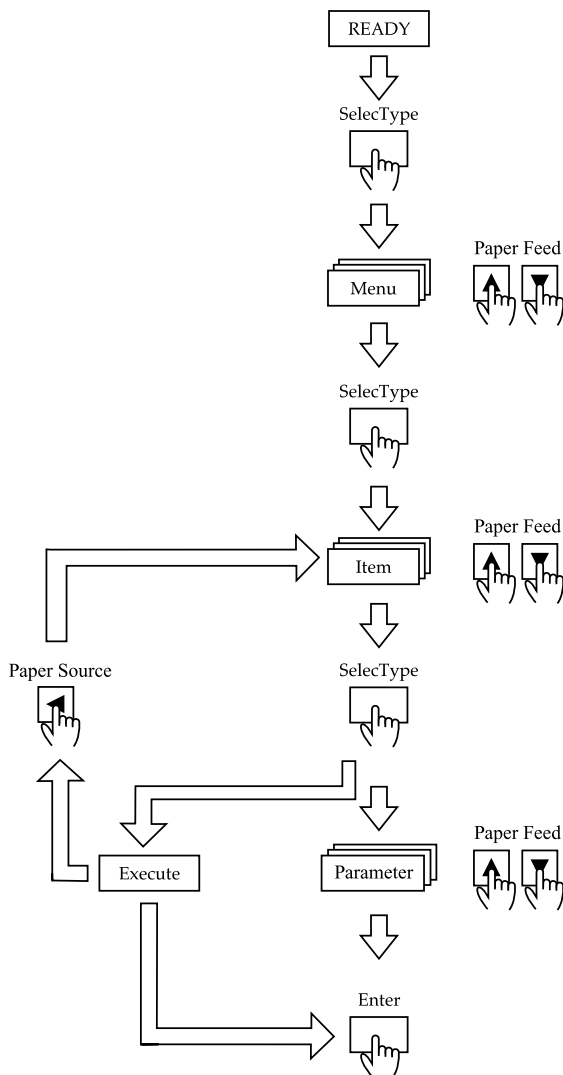 READY
SelecType
Paper Feed
Menu
SelecType
Paper Feed
Item
Paper Source
SelecType
Paper Feed
Execute
Parameter
Enter